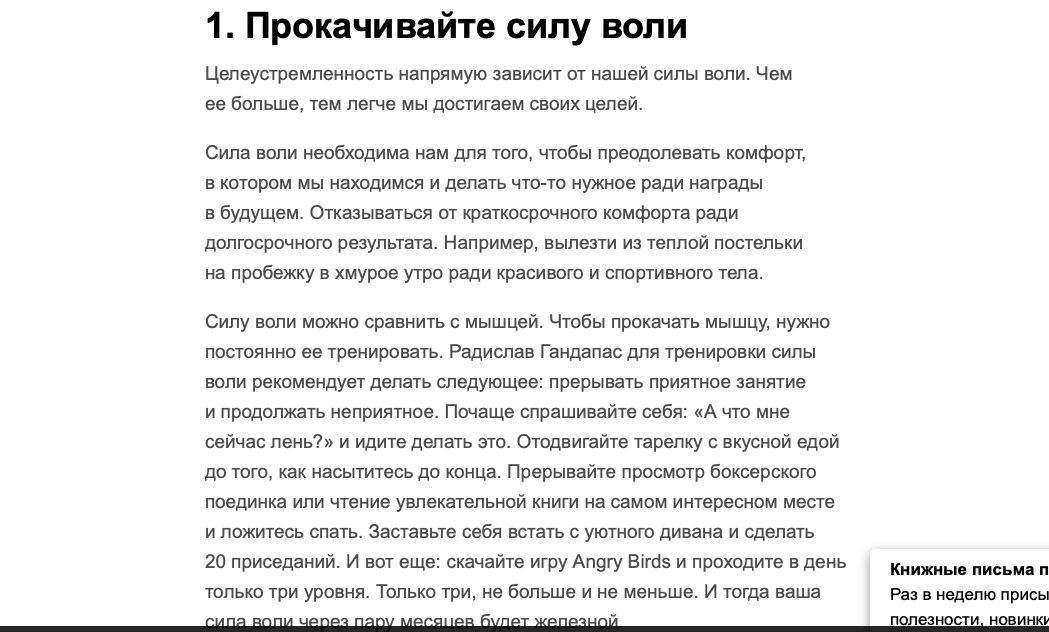 1. Прокачивайте силу воли
Целеустремленность напрямую зависит от нашей силы воли. Чем
ее больше, тем легче мы достигаем своих целей.
Сила воли необходима нам для того, чтобы преодолевать комфорт,
в котором мы находимся и делать что-то нужное ради награды
в будущем. Отказываться от краткосрочного комфорта ради
долгосрочного результата. Например, вылезти из теплой постельки
на пробежку в хмурое утро ради красивого и спортивного тела.
Силу воли можно сравнить с мышцей. Чтобы прокачать мышцу, нужно
постоянно ее тренировать. Радислав Гандапас для тренировки силы
воли рекомендует делать следующее: прерывать приятное занятие
и продолжать неприятное. Почаще спрашивайте себя: «А что мне
сейчас лень?» и идите делать это. Отодвигайте тарелку с вкусной едой
до того, как насытитесь до конца. Прерывайте просмотр боксерского
поединка или чтение увлекательной книги на самом интересном месте
и ложитесь спать. Заставьте себя встать с уютного дивана и сделать
20 приседаний. И вот еще: скачайте игру Angry Birds и проходите в день
только три уровня. Только три, не больше и не меньше. И тогда ваша
сила воли через пару месяцев будет железной.
Книжные письма п
Раз в неделю присы
полезности, новинки